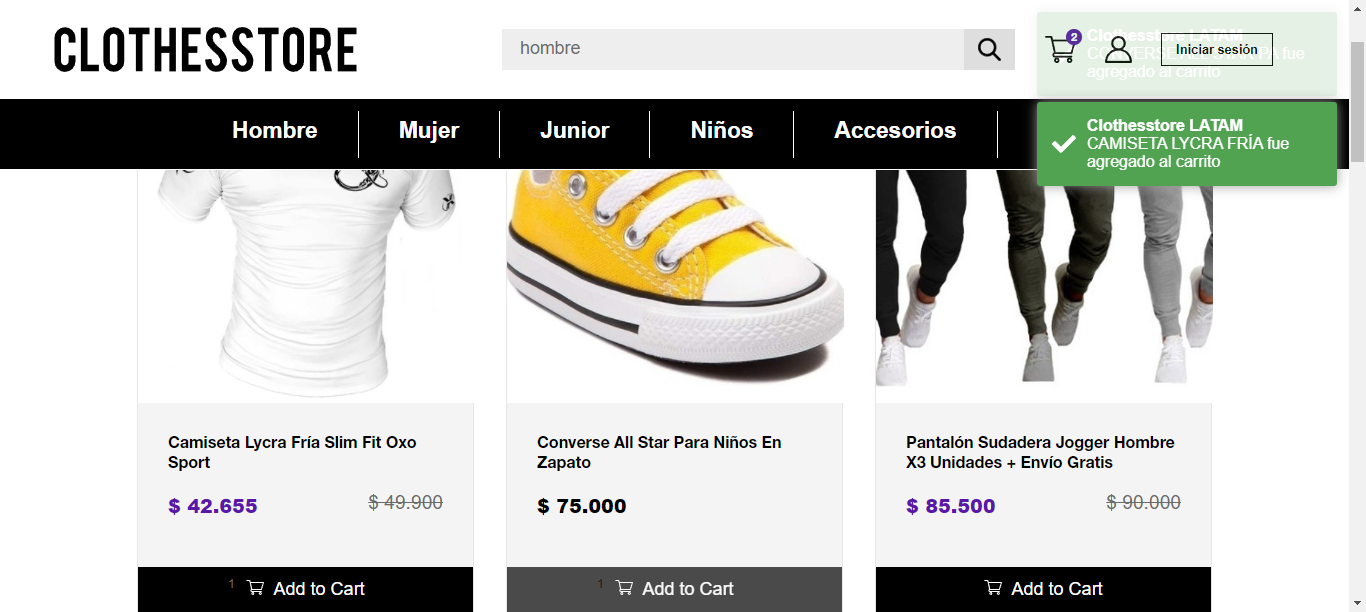 CLOTHESSTORE
hombre
2
Iniciar sesión
Clothesstore LATAM
CONVERSE ALL STAR PA fue
agregado al carrito
Hombre
Mujer
Junior
Niños
Accesorios
Clothesstore LATAM
CAMISETA LYCRA FRÍA fue
agregado al carrito
Camiseta Lycra Fría Slim Fit Oxo
Sport
$ 42.655
$ 49.900
1
Add to Cart
Converse All Star Para Niños En
Zapato
$ 75.000
1
Add to Cart
Pantalón Sudadera Jogger Hombre
X3 Unidades + Envío Gratis
$ 85.500
$ 90.000
Add to Cart